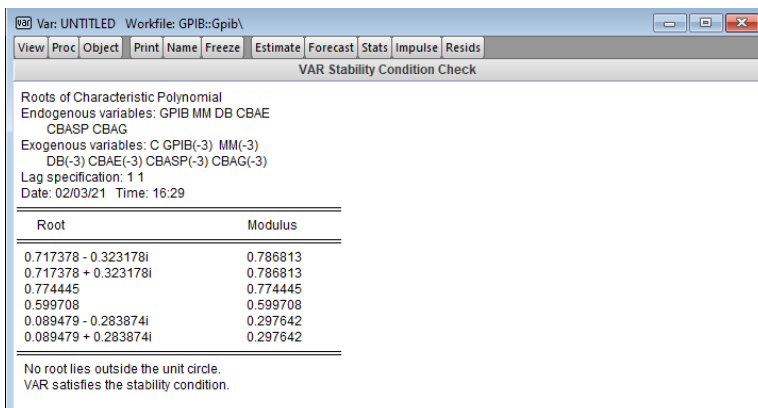 Var: UNTITLED Workfile: GPIB::Gpib\
View Proc Object Print Name Freeze Estimate Forecast Stats Impulse Resids
VAR Stability Condition Check
Roots of Characteristic Polynomial
Endogenous variables: GPIB MM DB CBAE
CBASP CBAG
Exogenous variables: C GPIB(-3) MM(-3)
DB(-3) CBAE(-3) CBASP(-3) CBAG(-3)
Lag specification: 1 1
Date: 02/03/21 Time: 16:29
Root Modulus
0.717378 - 0.323178i 0.786813
0.717378 + 0.323178i 0.786813
0.774445 0.774445
0.599708 0.599708
0.089479 - 0.283874i 0.297642
0.089479 + 0.283874i 0.297642
No root lies outside the unit circle.
VAR satisfies the stability condition.